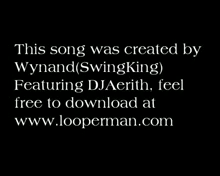 This song was created by
Wynand(SwingKing)
Featuring DJAerith, feel
free to download at
www.looperman.com